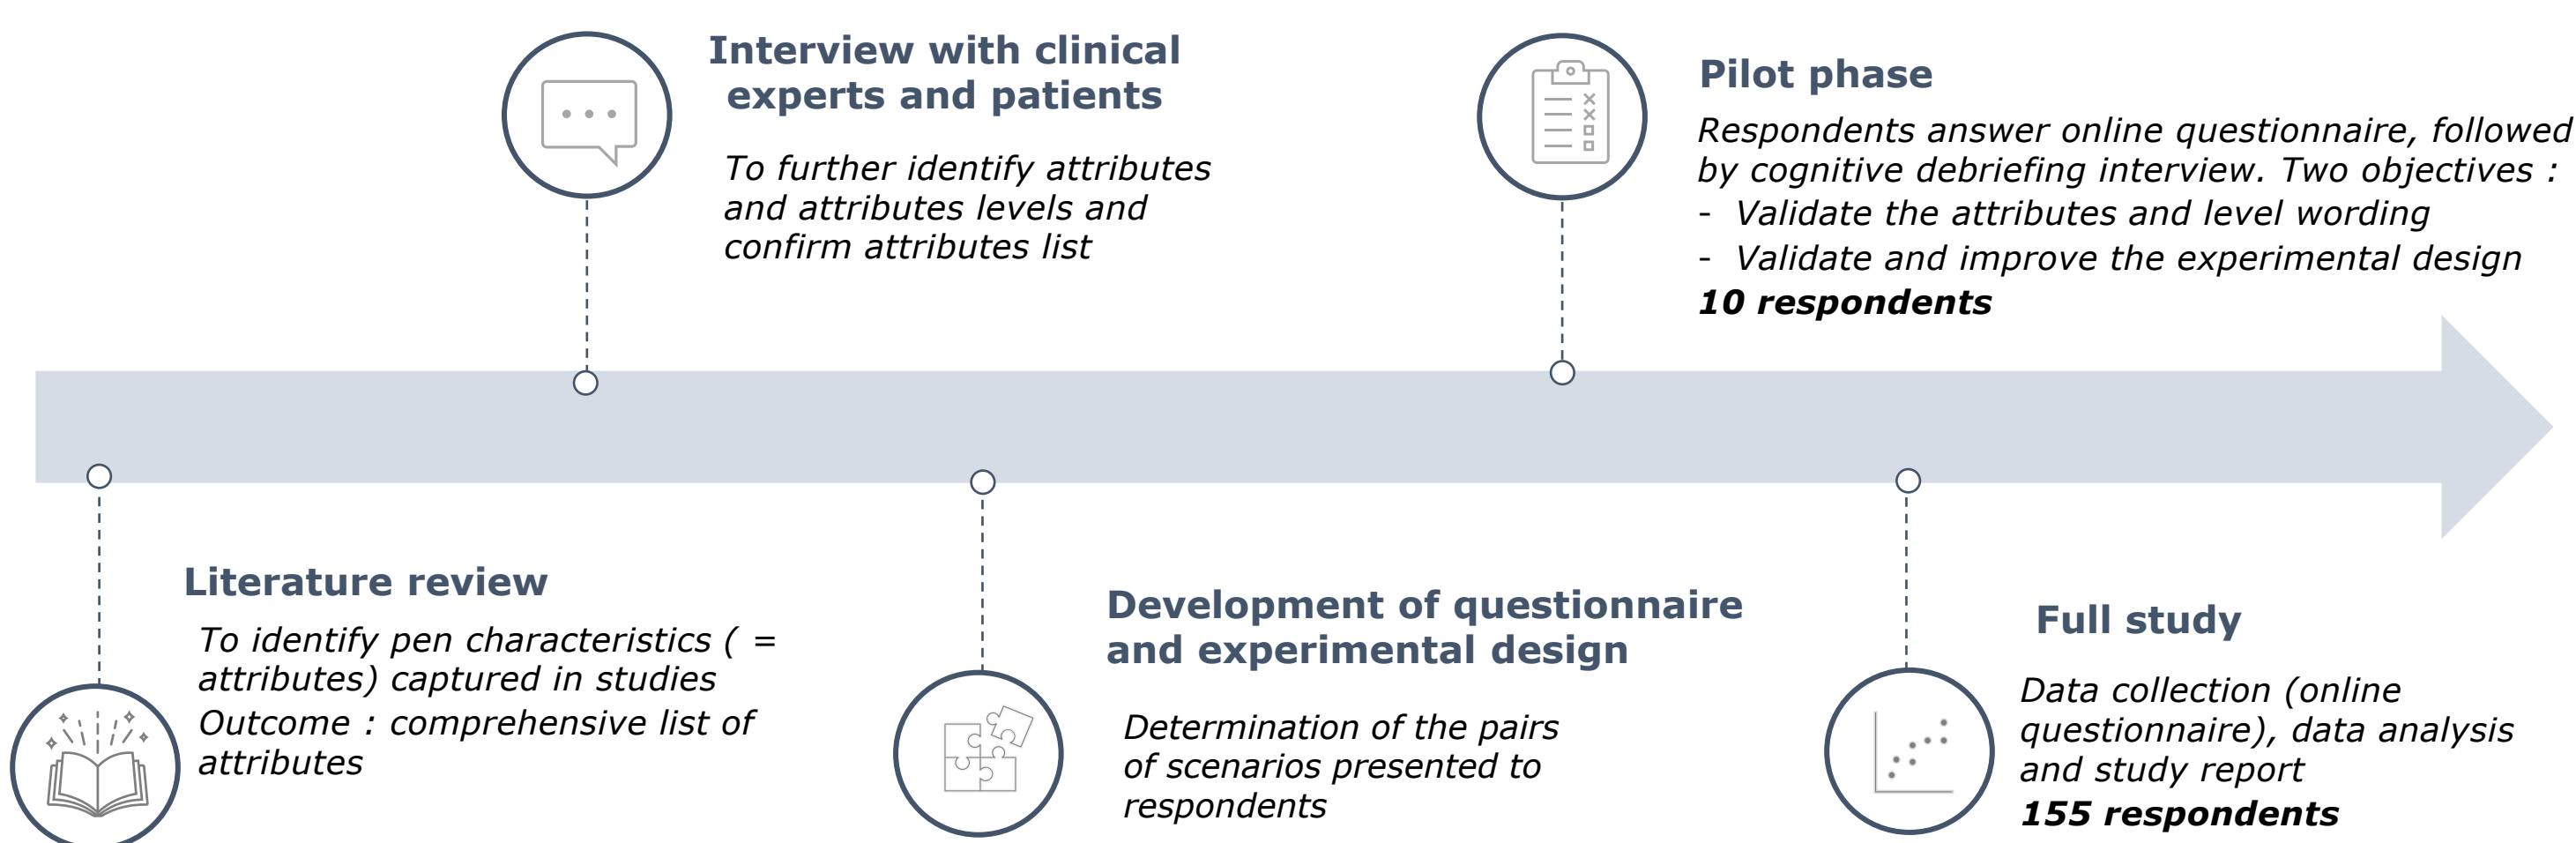 Interview with clinical
experts and patients
To further identify attributes
and attributes levels and
confirm attributes list
Pilot phase
Respondents answer online questionnaire, followed
by cognitive debriefing interview. Two objectives :
- Validate the attributes and level wording
- Validate and improve the experimental design
10 respondents
Literature review
To identify pen characteristics ( =
attributes) captured in studies
Outcome : comprehensive list of
attributes
Development of questionnaire
and experimental design
Determination of the pairs
of scenarios presented to
respondents
Full study
Data collection (online
questionnaire), data analysis
and study report
155 respondents